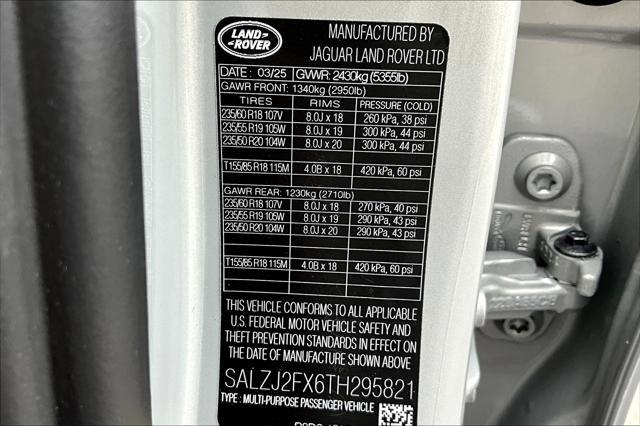 LAND
ROVER
MANUFACTURED BY
JAGUAR LAND ROVER LTD
DATE : 03/25 GVWR: 2430kg (5355lb)
GAWR FRONT: 1340kg (2950lb)
TIRES RIMS PRESSURE (COLD)
235/60 R18 107V 8.0J x 18 260 kPa, 38 psi
235/55 R19 105W 8.0J x 19 300 kPa, 44 psi
235/50 R20 104W 8.0J x 20 300 kPa, 44 psi
T155/85 R18 115M 4.0B x 18 420 kPa, 60 psi
GAWR REAR: 1230kg (2710lb)
235/60 R18 107V 8.0J x 18 270 kPa, 40 psi
235/55 R19 105W 8.0J x 19 290 kPa, 43 psi
235/50 R20 104W 8.0J x 20 290 kPa, 43 psi
T155/85 R18 115M 4.0B x 18 420 kPa, 60 psi
THIS VEHICLE CONFORMS TO ALL APPLICABLE
U.S. FEDERAL MOTOR VEHICLE SAFETY AND
THEFT PREVENTION STANDARDS IN EFFECT ON
THE DATE OF MANUFACTURE SHOWN ABOVE
SALZJ2FX6TH295821
TYPE : MULTI-PURPOSE PASSENGER VEHICLE